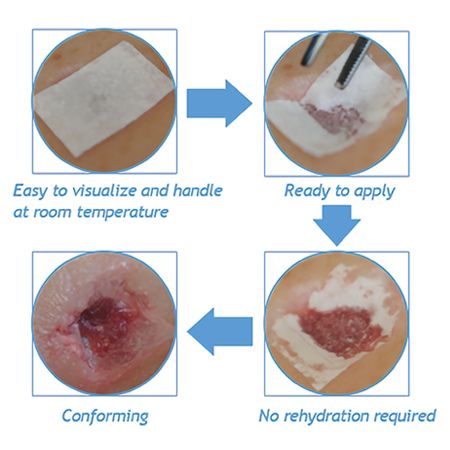 Easy to visualize and handle
at room temperature
Ready to apply
Conforming
No rehydration required